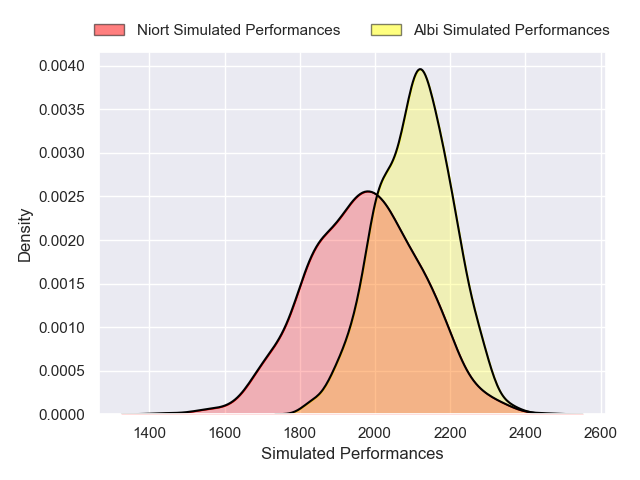 Niort Simulated Performances
Albi Simulated Performances
0.0040
0.0035
0.0030
0.0025
0.0020
0.0015
0.0010
0.0005
0.0000
Density
1400 1600 1800 2000 2200 2400 2600
Simulated Performances